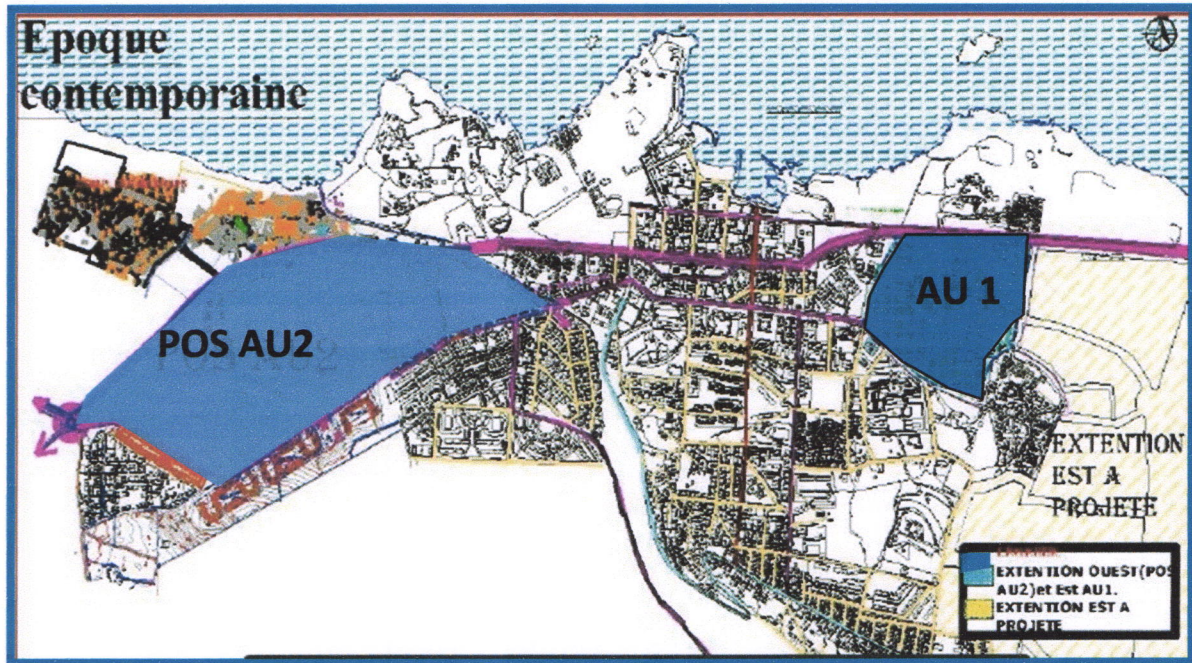 Epoque
contemporaine
POS AU2
AU 1
EXTENTION
EST A
PROJETE
EXTENTION OUEST(POS
AU2)et Est AU1.
EXTENTION EST A
PROJETE